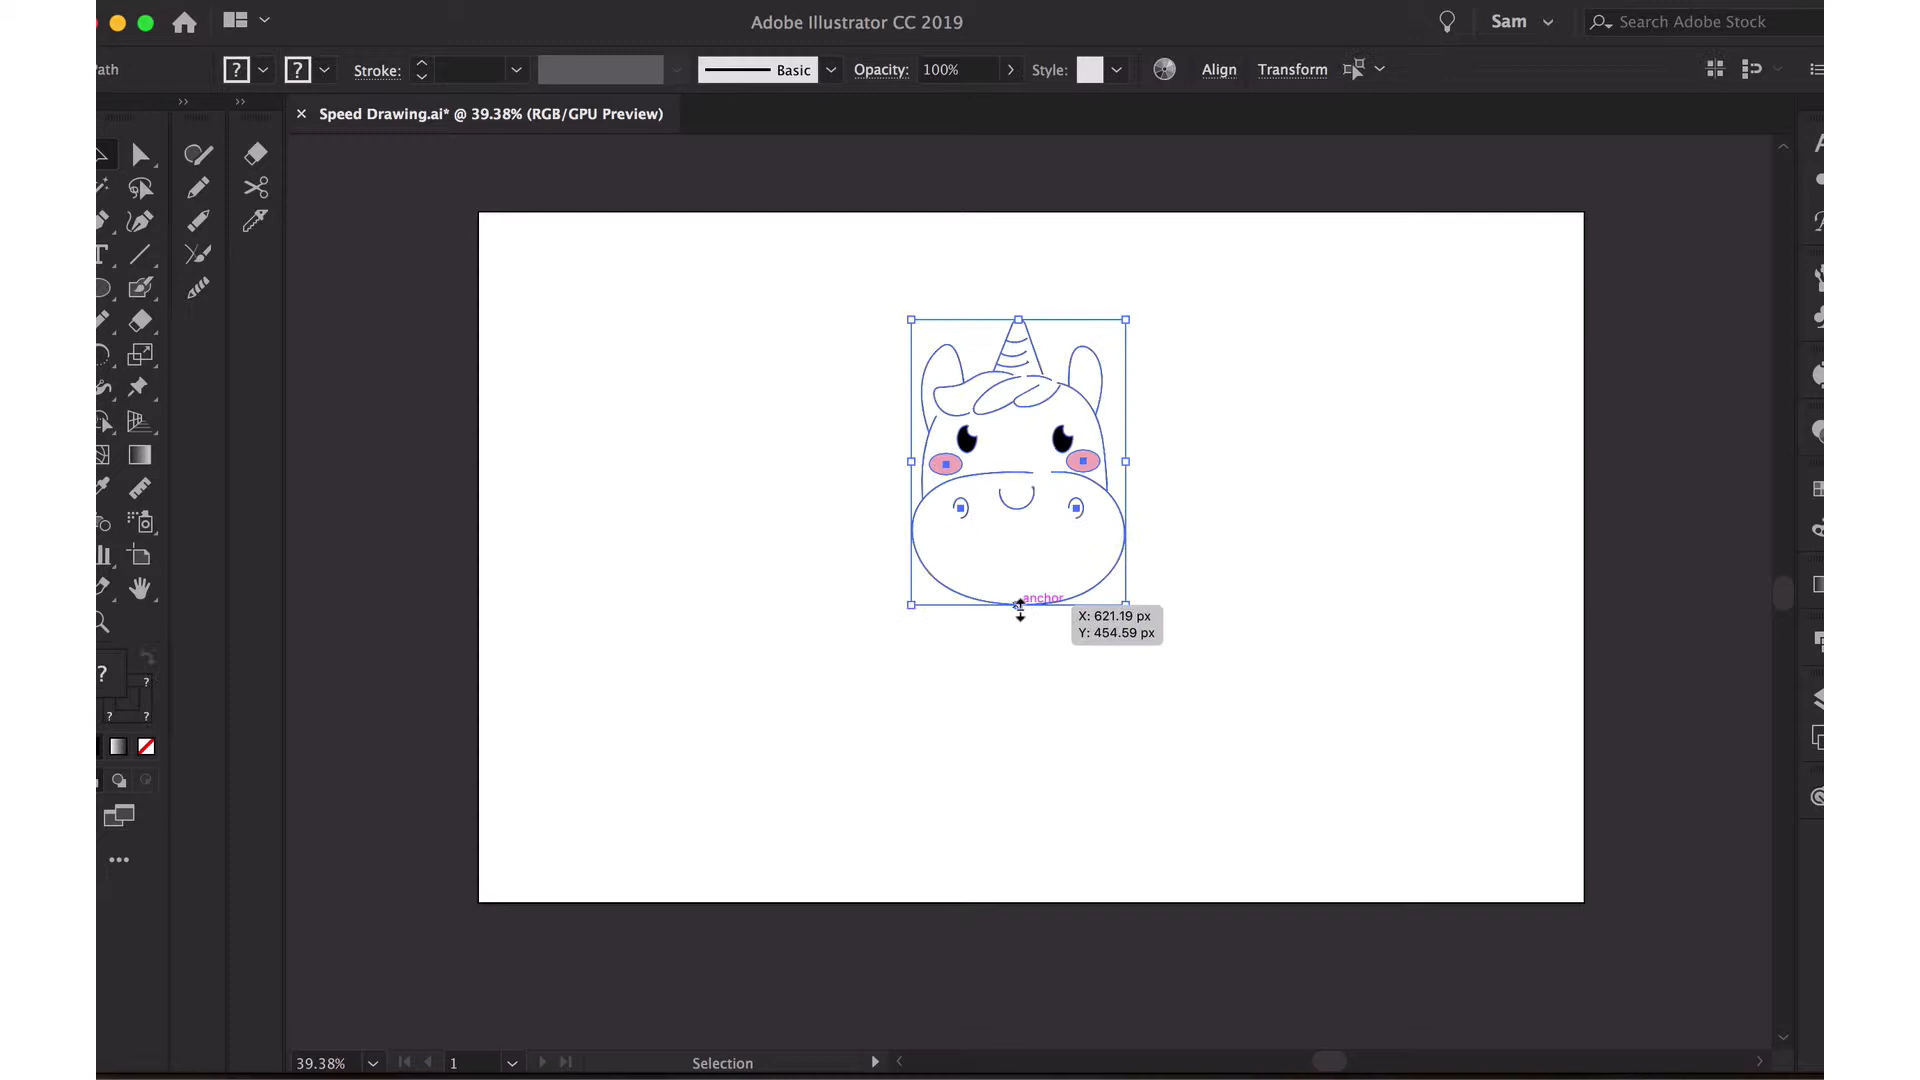 Adobe Illustrator CC 2019
Sam
Search Adobe Stock
ath
?
?
Stroke:
Basic
Opacity:
100%
Style:
Align
Transform
× Speed Drawing.ai* @ 39.38% (RGB/GPU Preview)
anchor
X: 621.19 px
Y: 454.59 px
?
?
?
?
39.38%
1
Selection